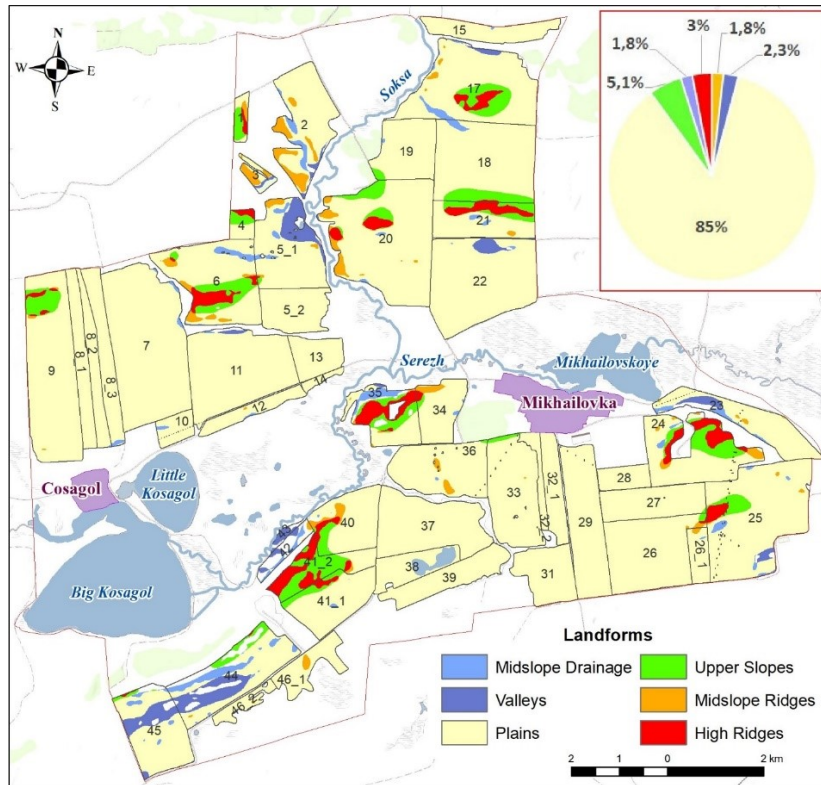 N
W E
S
15
Soksa
3%
1,8% 1,8%
2,3%
5,1%
85%
1
2
17
3
19
18
4
5_1
20
21
6
22
5_2
9
8_1
8_2
8_3
7
11
13
14
10
12
Serezh
Mikhailovskoye
Mikhailovka
35
34
23
24
36
33
32_1
32_2
29
28
27
25
26
26_1
31
Cosagol
Little
Kosagol
Big Kosagol
43
42
40
37
38
39
41_2
41_1
44
45
46_2
46_1
Landforms
Midslope Drainage
Upper Slopes
Valleys
Midslope Ridges
Plains
High Ridges
2 1 0 2 km